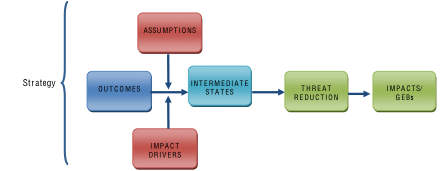 Strategy
ASSUMPTIONS
OUTCOMES
INTERMEDIATE
STATES
THREAT
REDUCTION
IMPACTS/
GEBs
IMPACT
DRIVERS